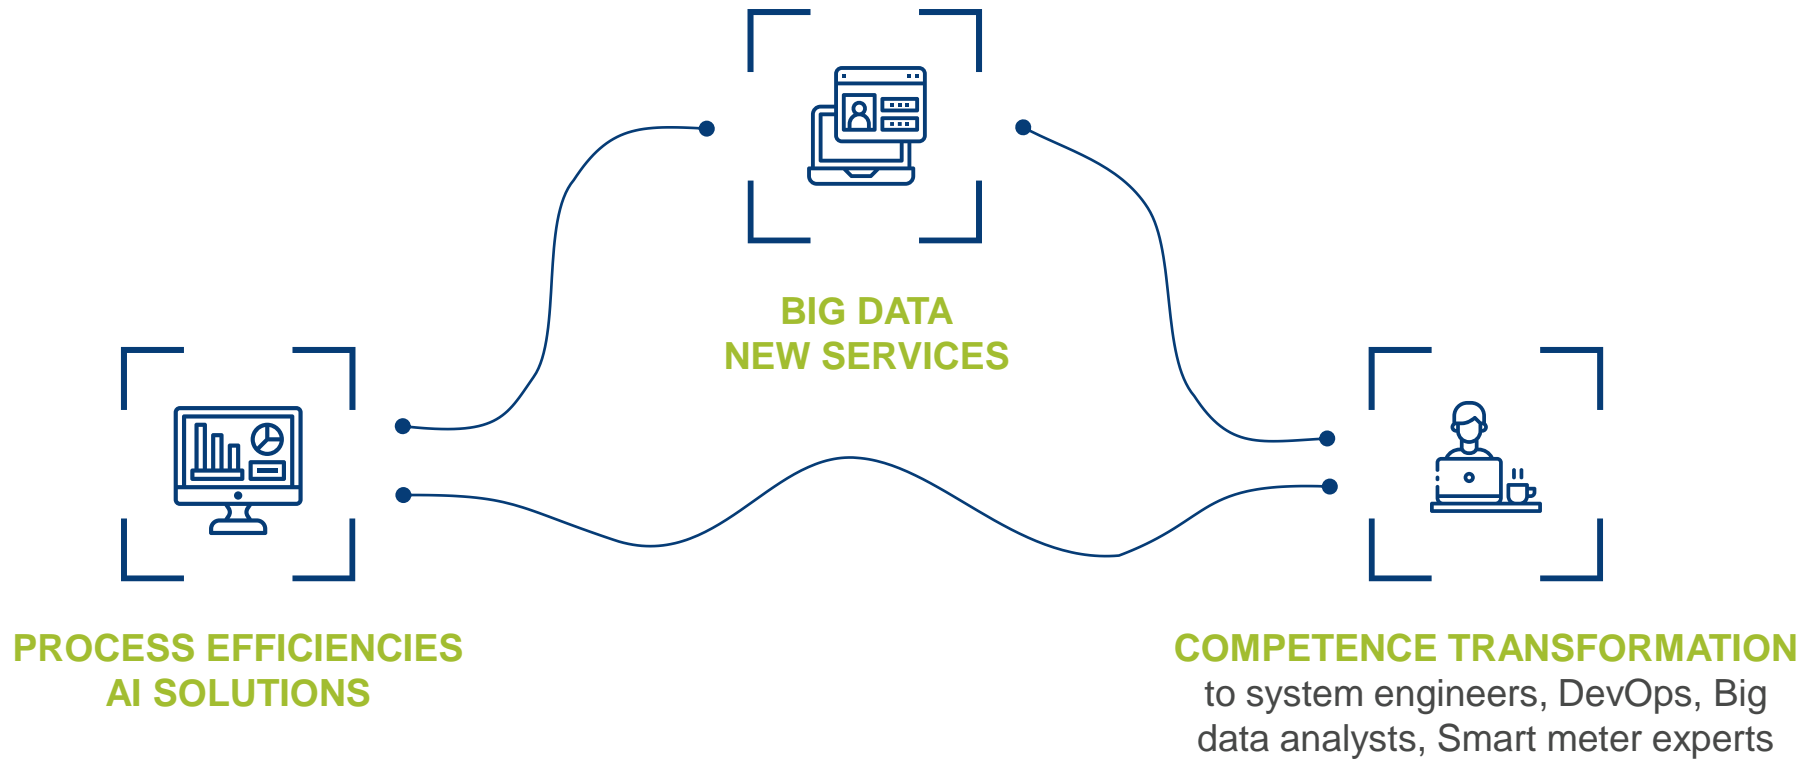 BIG DATA
NEW SERVICES
PROCESS EFFICIENCIES
AI SOLUTIONS
COMPETENCE TRANSFORMATION
to system engineers, DevOps, Big
data analysts, Smart meter experts